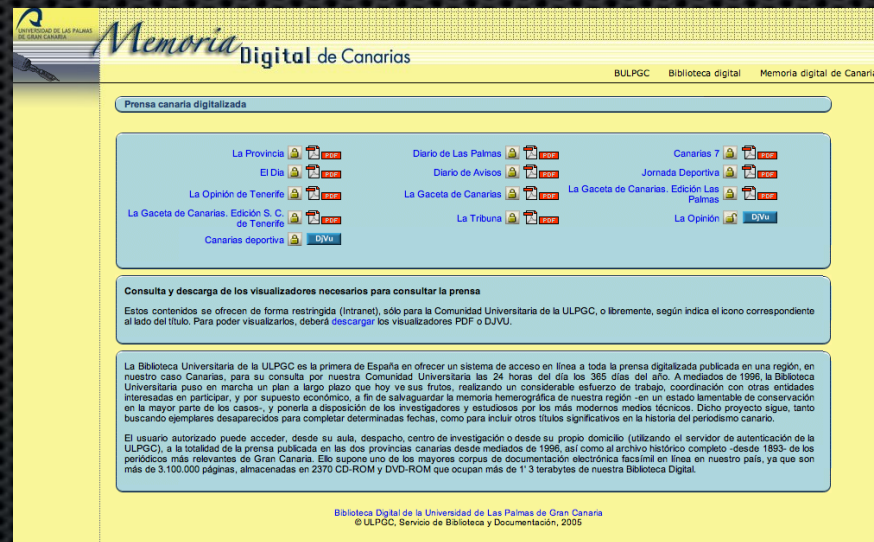 UNIVERSIDAD DE LAS PALMAS
DE GRAN CANARIA
Memoria Digital de Canarias
BULPGC Biblioteca digital Memoria digital de Canaria
Prensa canaria digitalizada
La Provincia PDF Diario de Las Palmas PDF Canarias 7 PDF
El Dia PDF Diario de Avisos PDF Jornada Deportiva PDF
La Opinión de Tenerife PDF La Gaceta de Canarias PDF La Gaceta de Canarias. Edición Las
Palmas PDF
La Gaceta de Canarias. Edición S. C.
de Tenerife PDF La Tribuna PDF La Opinión DjVu
Canarias deportiva DjVu
Consulta y descarga de los visualizadores necesarios para consultar la prensa
Estos contenidos se ofrecen de forma restringida (Intranet), sólo para la Comunidad Universitaria de la ULPGC, o libremente, según indica el icono correspondiente
al lado del título. Para poder visualizarlos, deberá descargar los visualizadores PDF o DJVU.
La Biblioteca Universitaria de la ULPGC es la primera de España en ofrecer un sistema de acceso en línea a toda la prensa digitalizada publicada en una región, en
nuestro caso Canarias, para su consulta por nuestra Comunidad Universitaria las 24 horas del día los 365 días del año. A mediados de 1996, la Biblioteca
Universitaria puso en marcha un plan a largo plazo que hoy ve sus frutos, realizando un considerable esfuerzo de trabajo, coordinación con otras entidades
interesadas en participar, y por supuesto económico, a fin de salvaguardar la memoria hemerográfica de nuestra región -en un estado lamentable de conservación
en la mayor parte de los casos-, y ponerla a disposición de los investigadores y estudiosos por los más modernos medios técnicos. Dicho proyecto sigue, tanto
buscando ejemplares desaparecidos para completar determinadas fechas, como para incluir otros títulos significativos en la historia del periodismo canario.
El usuario autorizado puede acceder, desde su aula, despacho, centro de investigación o desde su propio domicilio (utilizando el servidor de autenticación de la
ULPGC), a la totalidad de la prensa publicada en las dos provincias canarias desde mediados de 1996, así como al archivo histórico completo -desde 1893- de los
periódicos más relevantes de Gran Canaria. Ello supone uno de los mayores corpus de documentación electrónica facsímil en línea en nuestro país, ya que son
más de 3.100.000 páginas, almacenadas en 2370 CD-ROM y DVD-ROM que ocupan más de 1' 3 terabytes de nuestra Biblioteca Digital.
Biblioteca Digital de la Universidad de Las Palmas de Gran Canaria
© ULPGC, Servicio de Biblioteca y Documentación, 2005